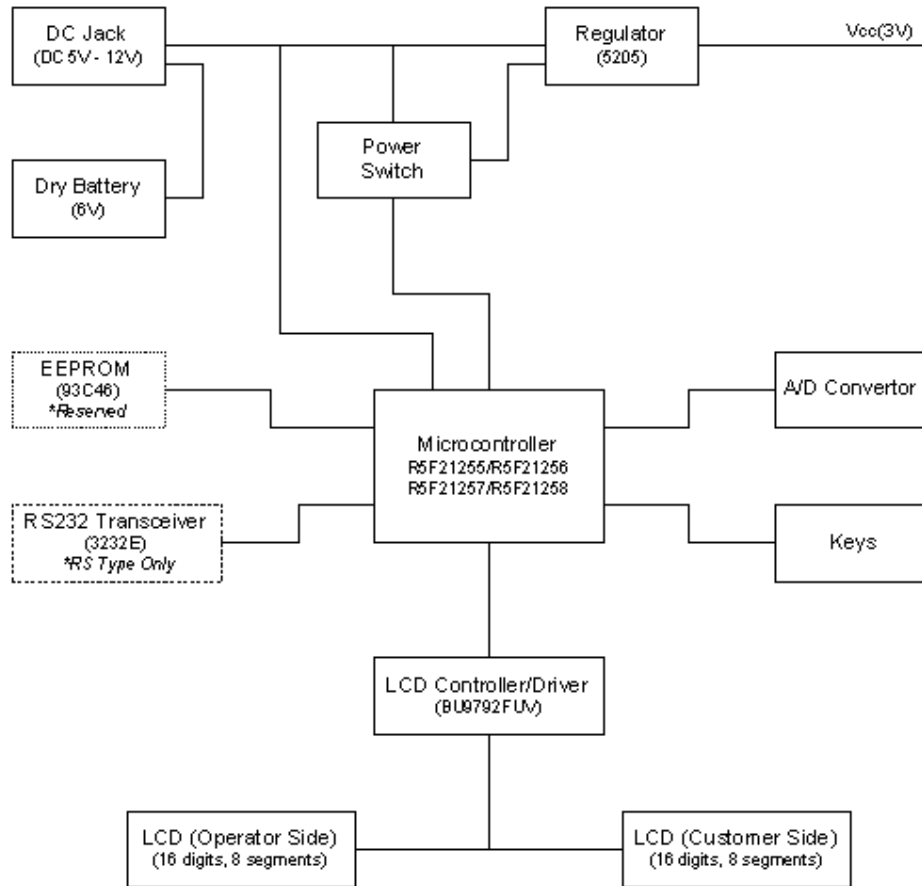 DC Jack
(DC 5V - 12V)
Regulator
(5205)
Vcc(3V)
Power
Switch
Dry Battery
(6V)
EEPROM
(93C46)
*Reserved
A/D Convertor
Microcontroller
R5F21255/R5F21256
R5F21257/R5F21258
RS232 Transceiver
(3232E)
*RS Type Only
Keys
LCD Controller/Driver
(BU9792FUV)
LCD (Operator Side)
(16 digits, 8 segments)
LCD (Customer Side)
(16 digits, 8 segments)